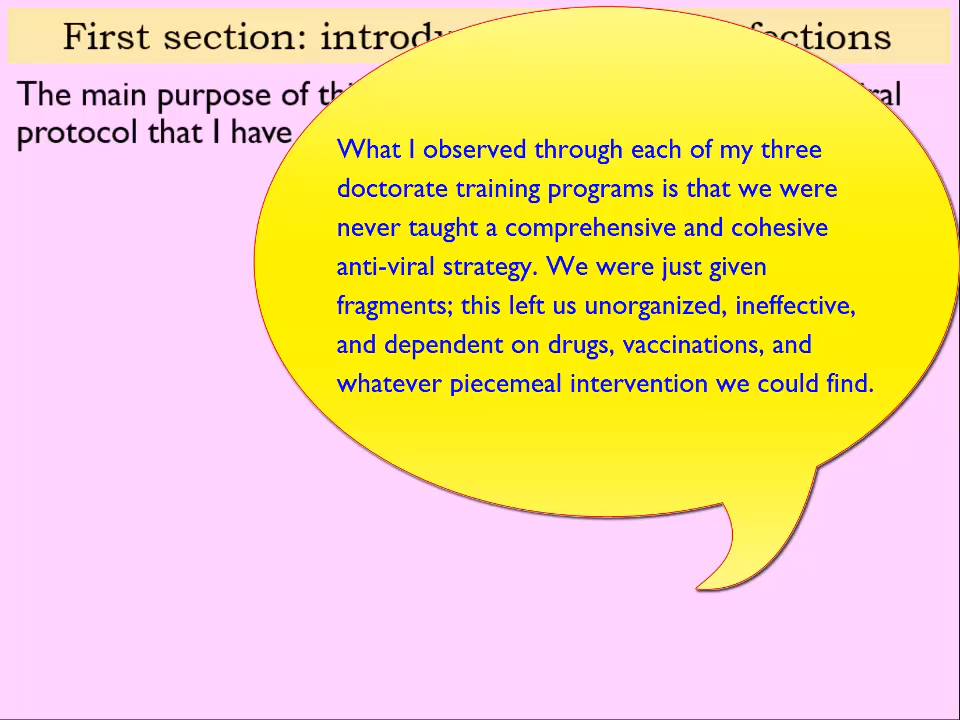 First section: introdu fections
The main purpose of th ral
protocol that I have
What I observed through each of my three
doctorate training programs is that we were
never taught a comprehensive and cohesive
anti-viral strategy. We were just given
fragments; this left us unorganized, ineffective,
and dependent on drugs, vaccinations, and
whatever piecemeal intervention we could find.